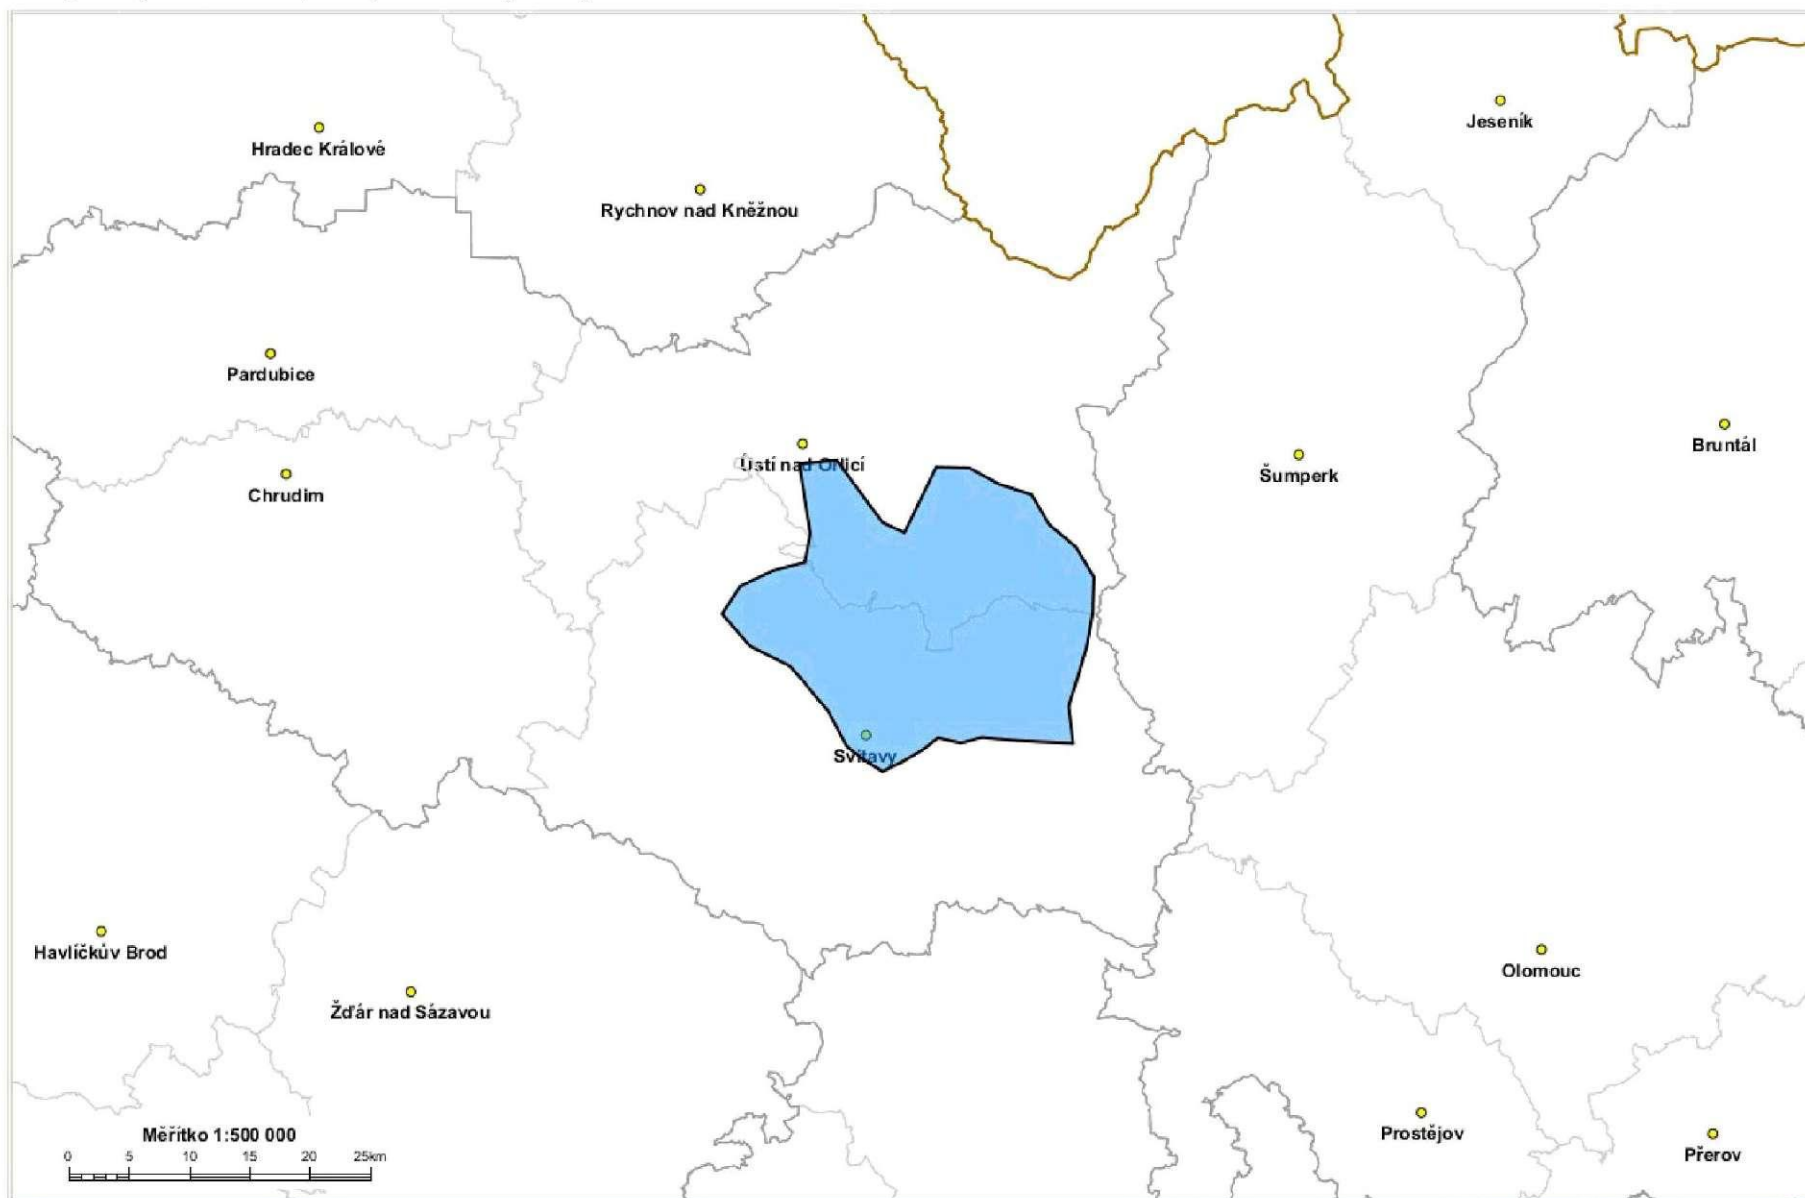 Jeseník
Hradec Králové
Rychnov nad Kněžnou
Pardubice
Bruntál
Ústí nad Orlicí
Šumperk
Chrudim
Svitavy
Havlíčkův Brod
Olomouc
Žďár nad Sázavou
Prostějov
Měřítko 1:500 000
Přerov
0 5 10 15 20 25km